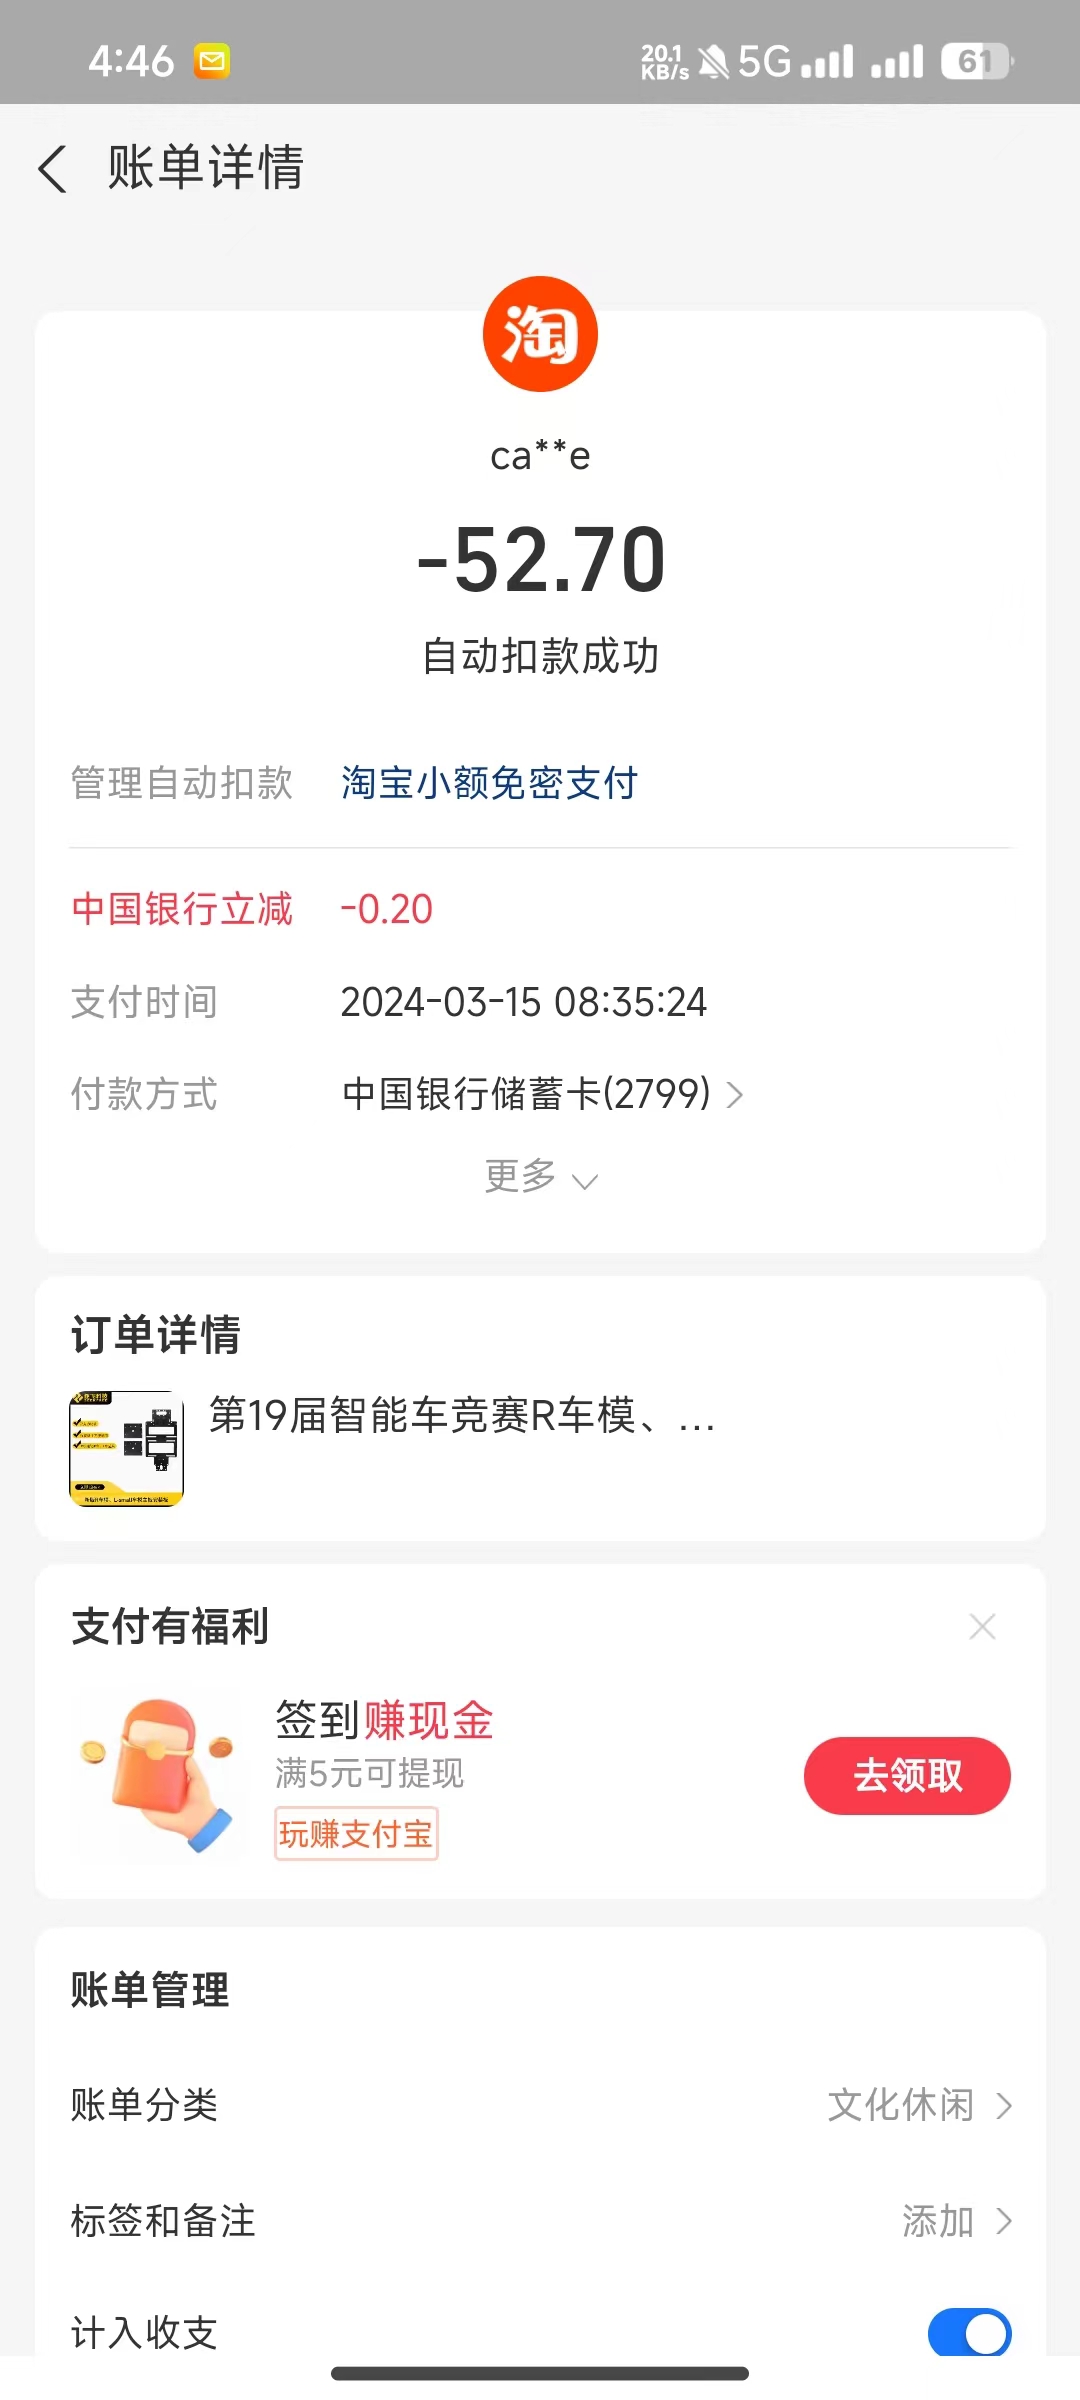 4:46
20.1 KB/s 5G 61
账单详情
淘
ca**e
-52.70
自动扣款成功
管理自动扣款 淘宝小额免密支付
中国银行立减 -0.20
支付时间 2024-03-15 08:35:24
付款方式 中国银行储蓄卡(2799)
更多
订单详情
第19届智能车竞赛R车模、...
支付有福利
签到赚现金
满5元可提现
玩赚支付宝
去领取
账单管理
账单分类 文化休闲
标签和备注 添加
计入收支